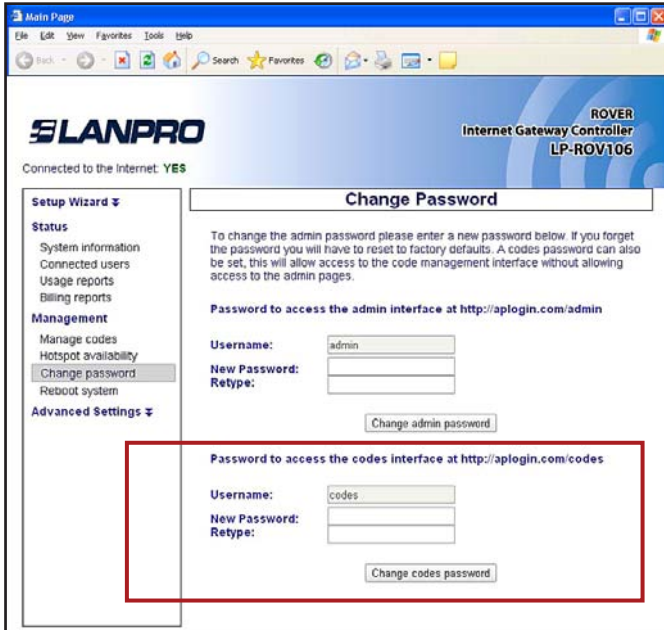 Main Page
File Edit View Favorites Tools Help
Back Search Favorites
LANPRO
ROVER
Internet Gateway Controller
LP-ROV106
Connected to the Internet: YES
Setup Wizard
Status
System information
Connected users
Usage reports
Billing reports
Management
Manage codes
Hotspot availability
Change password
Reboot system
Advanced Settings
Change Password
To change the admin password please enter a new password below. If you forget
the password you will have to reset to factory defaults. A codes password can also
be set, this will allow access to the code management interface without allowing
access to the admin pages.
Password to access the admin interface at http://aplogin.com/admin
Username: admin
New Password:
Retype:
Change admin password
Password to access the codes interface at http://aplogin.com/codes
Username: codes
New Password:
Retype:
Change codes password